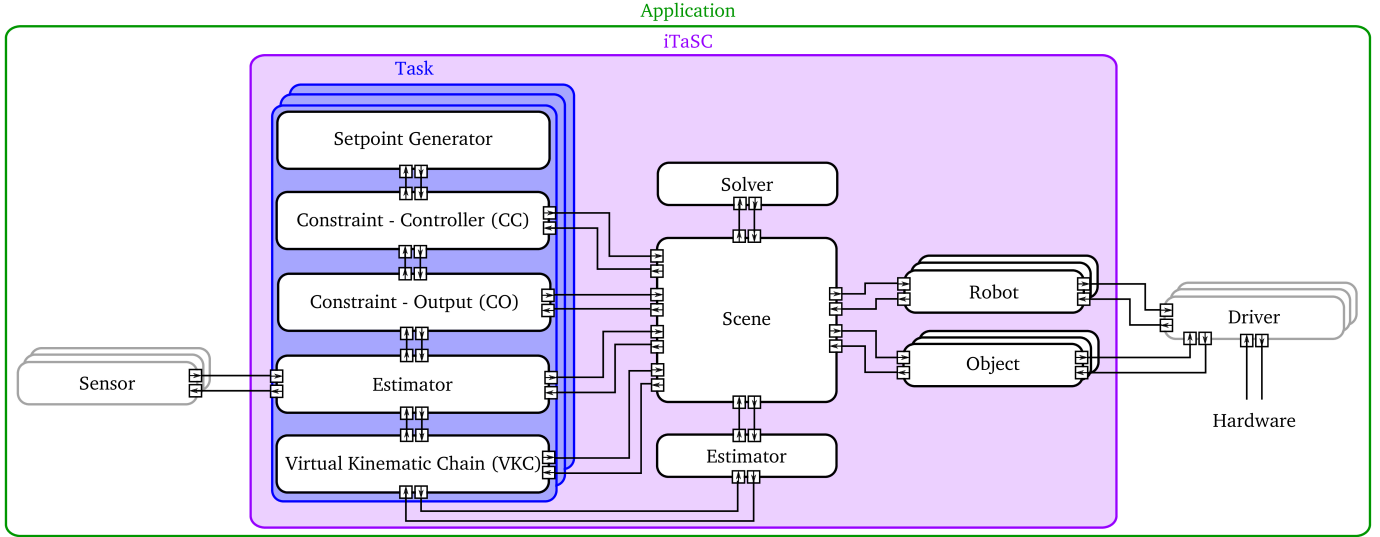 Application
iTaSC
Task
Setpoint Generator
Constraint - Controller (CC)
Constraint - Output (CO)
Estimator
Virtual Kinematic Chain (VKC)
Sensor
Solver
Scene
Estimator
Robot
Object
Driver
Hardware